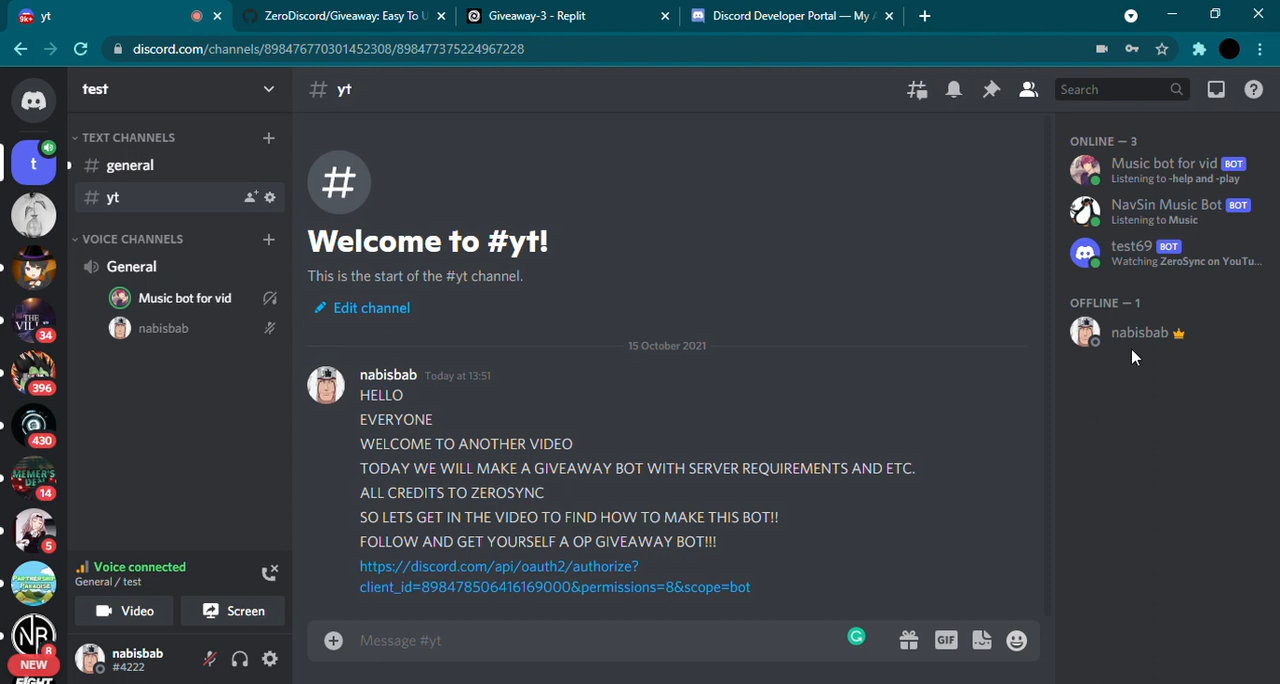 yt
ZeroDiscord/Giveaway: Easy To U
Giveaway-3 - Replit
Discord Developer Portal — My A
9k+
discord.com/channels/898476770301452308/898477375224967228
test
# yt
Search
t
34
396
430
MEMER'S
14
5
PARTNERSHIP
PARADISE
NR
8
NEW
FIGHT
TEXT CHANNELS
# general
# yt
VOICE CHANNELS
General
Music bot for vid
nabisbab
Voice connected
General / test
Video
Screen
nabisbab
#4222
#
Welcome to #yt!
This is the start of the #yt channel.
Edit channel
15 October 2021
nabisbab Today at 13:51
HELLO
EVERYONE
WELCOME TO ANOTHER VIDEO
TODAY WE WILL MAKE A GIVEAWAY BOT WITH SERVER REQUIREMENTS AND ETC.
ALL CREDITS TO ZEROSYNC
SO LETS GET IN THE VIDEO TO FIND HOW TO MAKE THIS BOT!!
FOLLOW AND GET YOURSELF A OP GIVEAWAY BOT!!!
https://discord.com/api/oauth2/authorize?
client_id=898478506416169000&permissions=8&scope=bot
Message #yt
GIF
ONLINE — 3
Music bot for vid BOT
Listening to -help and -play
NavSin Music Bot BOT
Listening to Music
test69 BOT
Watching ZeroSync on YouTu...
OFFLINE — 1
nabisbab